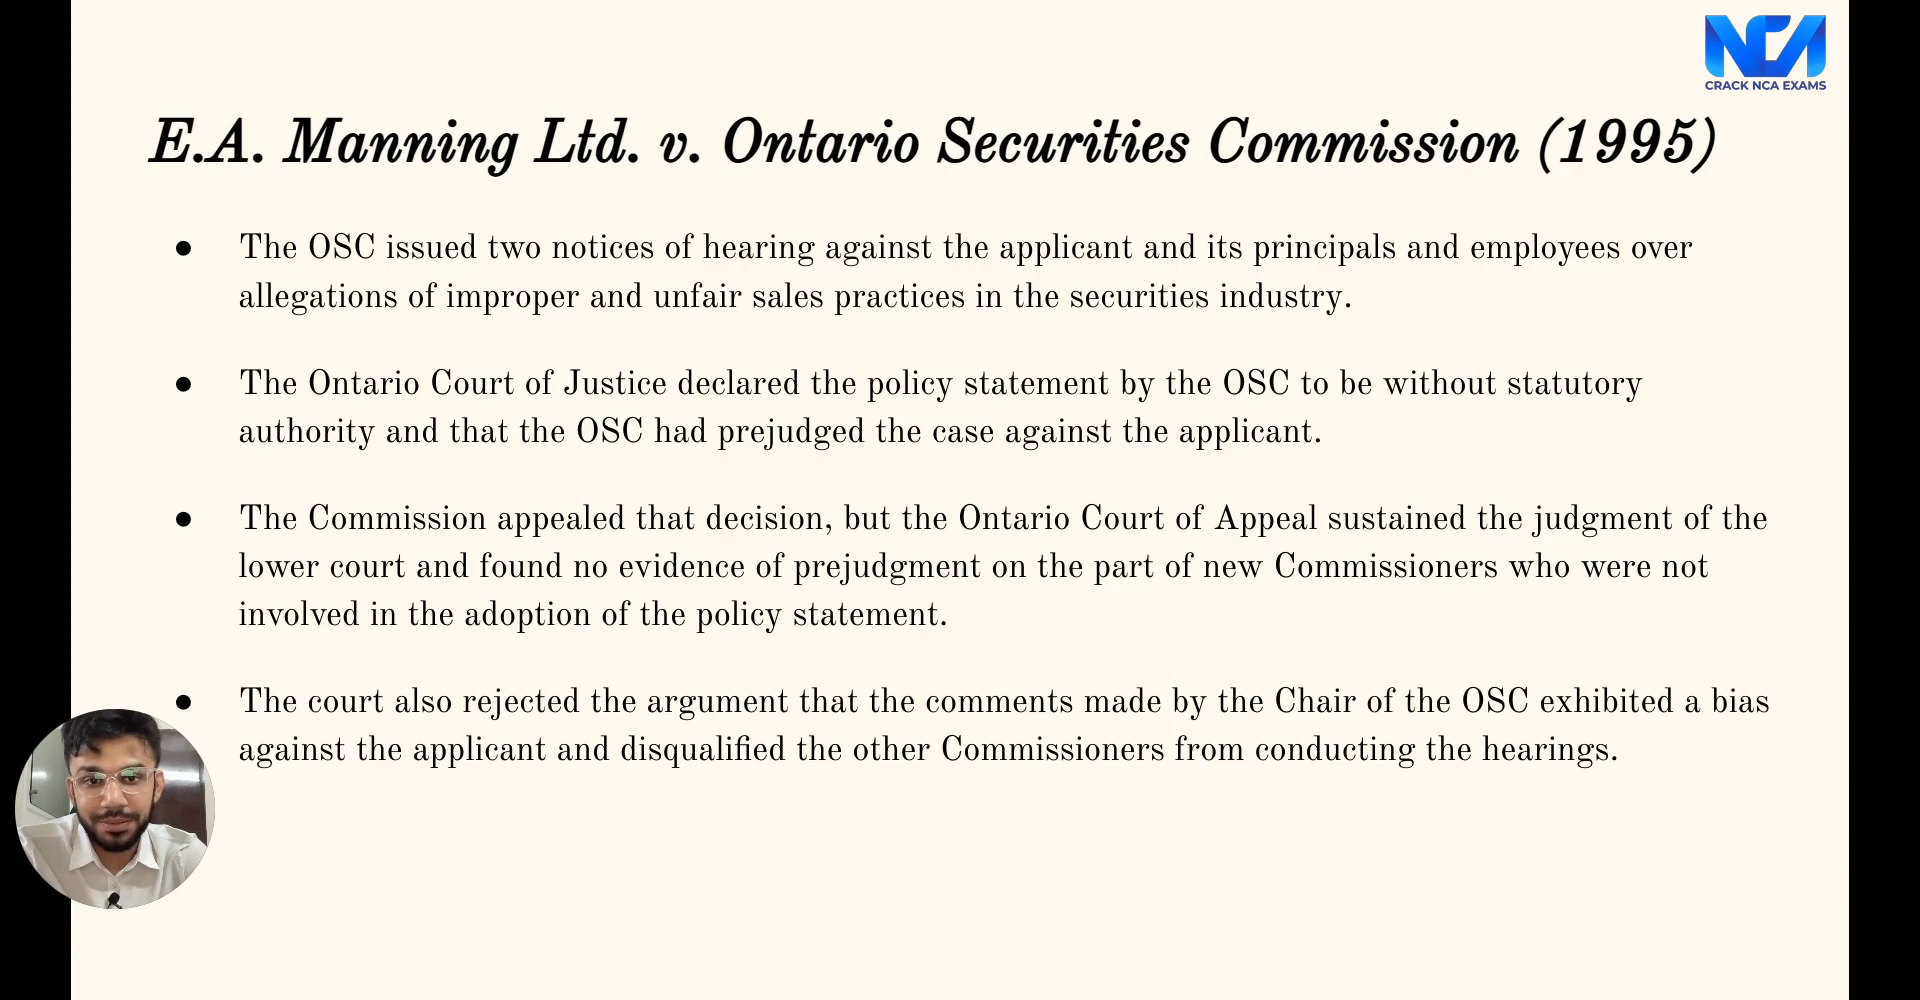 NCA
CRACK NCA EXAMS
E.A. Manning Ltd. v. Ontario Securities Commission (1995)
● The OSC issued two notices of hearing against the applicant and its principals and employees over
allegations of improper and unfair sales practices in the securities industry.
● The Ontario Court of Justice declared the policy statement by the OSC to be without statutory
authority and that the OSC had prejudged the case against the applicant.
● The Commission appealed that decision, but the Ontario Court of Appeal sustained the judgment of the
lower court and found no evidence of prejudgment on the part of new Commissioners who were not
involved in the adoption of the policy statement.
● The court also rejected the argument that the comments made by the Chair of the OSC exhibited a bias
against the applicant and disqualified the other Commissioners from conducting the hearings.